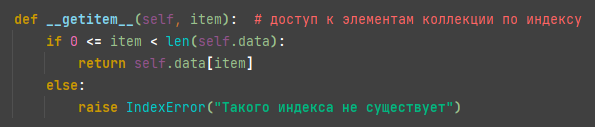 def __getitem__(self, item):  # доступ к элементам коллекции по индексу
    if 0 <= item < len(self.data):
        return self.data[item]
    else:
        raise IndexError("Такого индекса не существует")